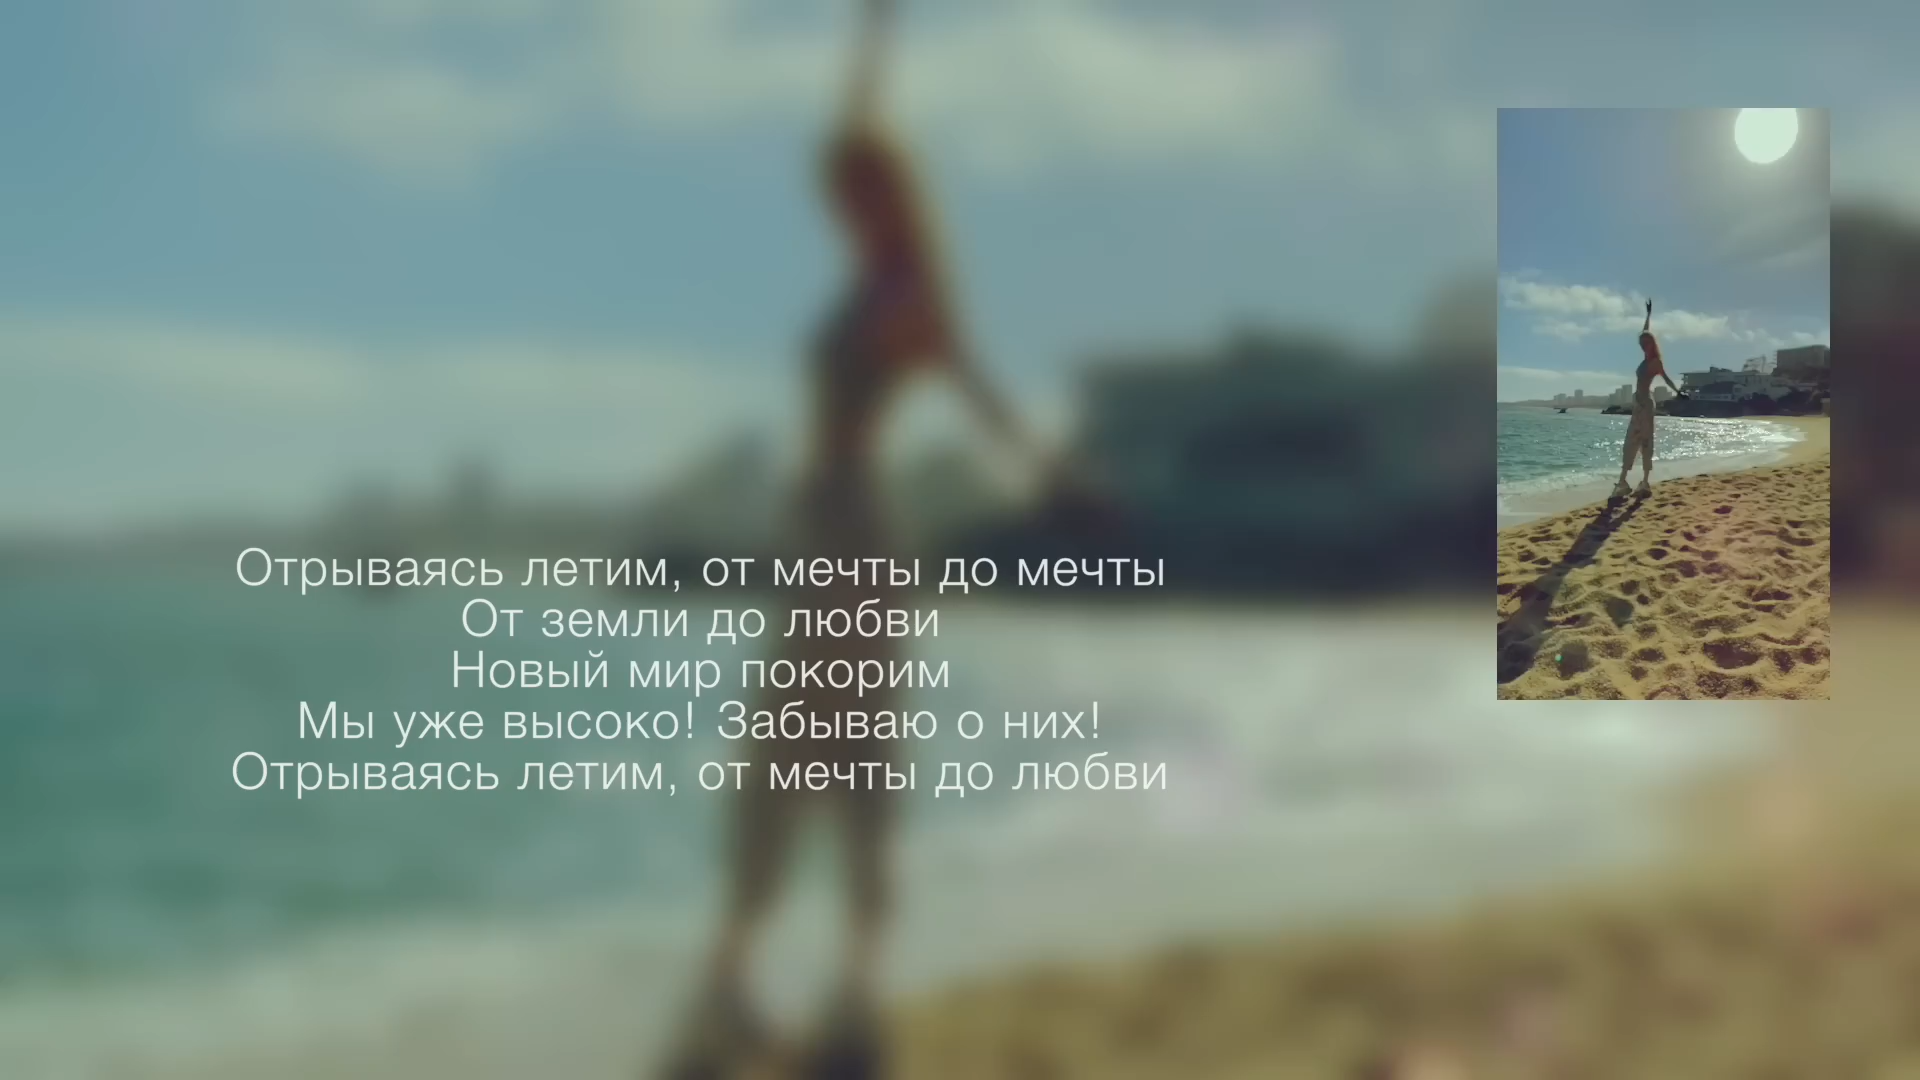 Отрываясь летим, от мечты до мечты
От земли до любви
Новый мир покорим
Мы уже высоко! Забываю о них!
Отрываясь летим, от мечты до любви